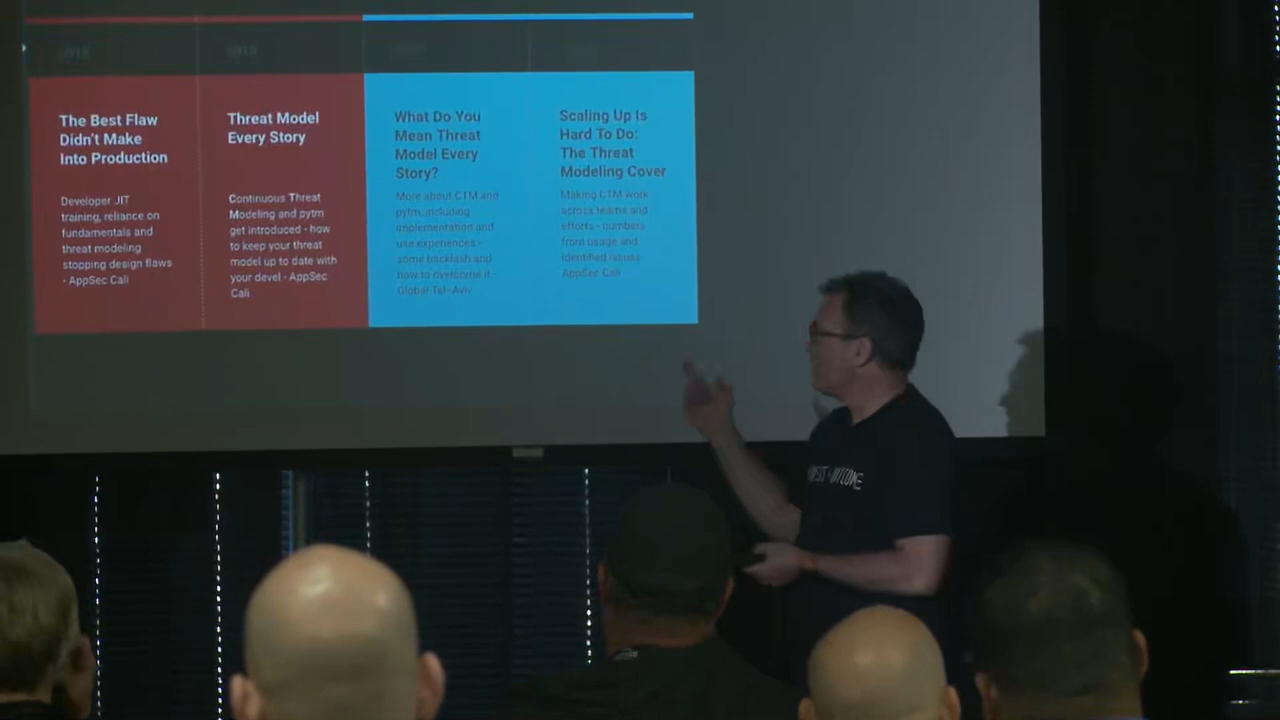 The Best Flaw
Didn't Make
Into Production
Developer JIT
training, reliance on
fundamentals and
threat modeling
stopping design flaws
- AppSec Cali
Threat Model
Every Story
Continuous Threat
Modeling and pytm
get introduced - how
to keep your threat
model up to date with
your devel - AppSec
Cali
What Do You
Mean Threat
Model Every
Story?
More about CTM and
pytm, including
implementation and
use experiences -
some backlash and
how to overcome it -
Global Tel-Aviv
Scaling Up Is
Hard To Do:
The Threat
Modeling Cover
Making CTM work
across teams and
efforts - numbers
from usage and
identified issues-
AppSec Cali